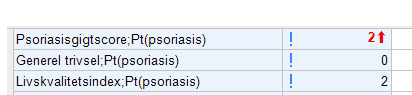 Psoriasisgigtscore;Pt(psoriasis) ! 2⬆
Generel trivsel;Pt(psoriasis) ! 0
Livskvalitetsindex;Pt(psoriasis) ! 2